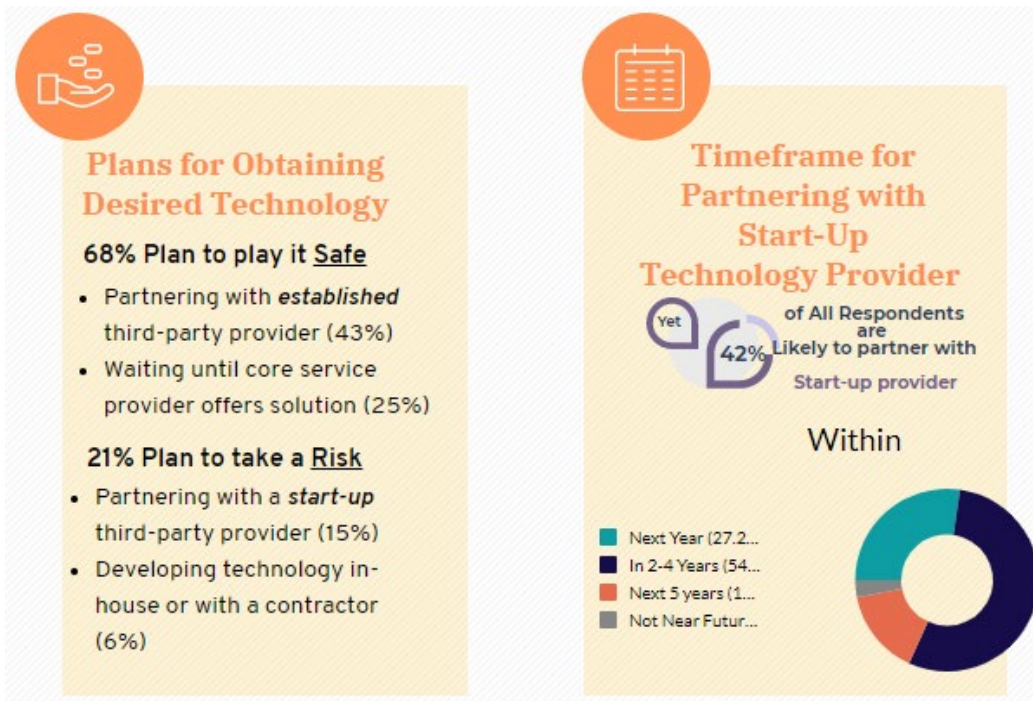 Plans for Obtaining
Desired Technology
68% Plan to play it Safe
• Partnering with established
third-party provider (43%)
• Waiting until core service
provider offers solution (25%)
21% Plan to take a Risk
• Partnering with a start-up
third-party provider (15%)
• Developing technology in-
house or with a contractor
(6%)
Timeframe for
Partnering with
Start-Up
Technology Provider
Yet
42%
of All Respondents
are
Likely to partner with
Start-up provider
Within
Next Year (27.2...
In 2-4 Years (54...
Next 5 years (1...
Not Near Futur...